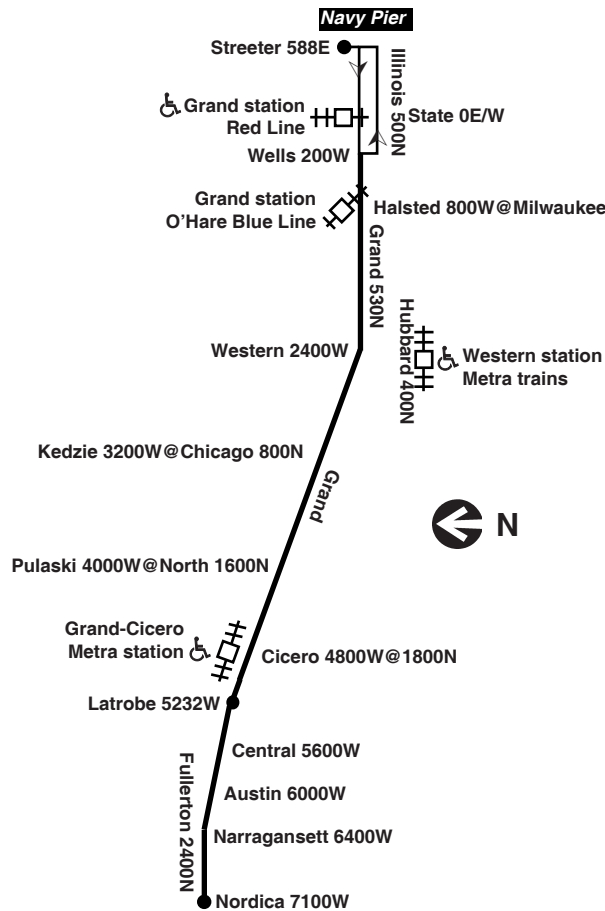 Navy Pier
Streeter 588E
Illinois 500N
Grand station
Red Line
State 0E/W
Wells 200W
Grand station
O'Hare Blue Line
Halsted 800W@Milwaukee
Grand 530N
Hubbard 400N
Western 2400W
Western station
Metra trains
Kedzie 3200W@Chicago 800N
Grand
N
Pulaski 4000W@North 1600N
Grand-Cicero
Metra station
Cicero 4800W@1800N
Latrobe 5232W
Central 5600W
Fullerton 2400N
Austin 6000W
Narragansett 6400W
Nordica 7100W